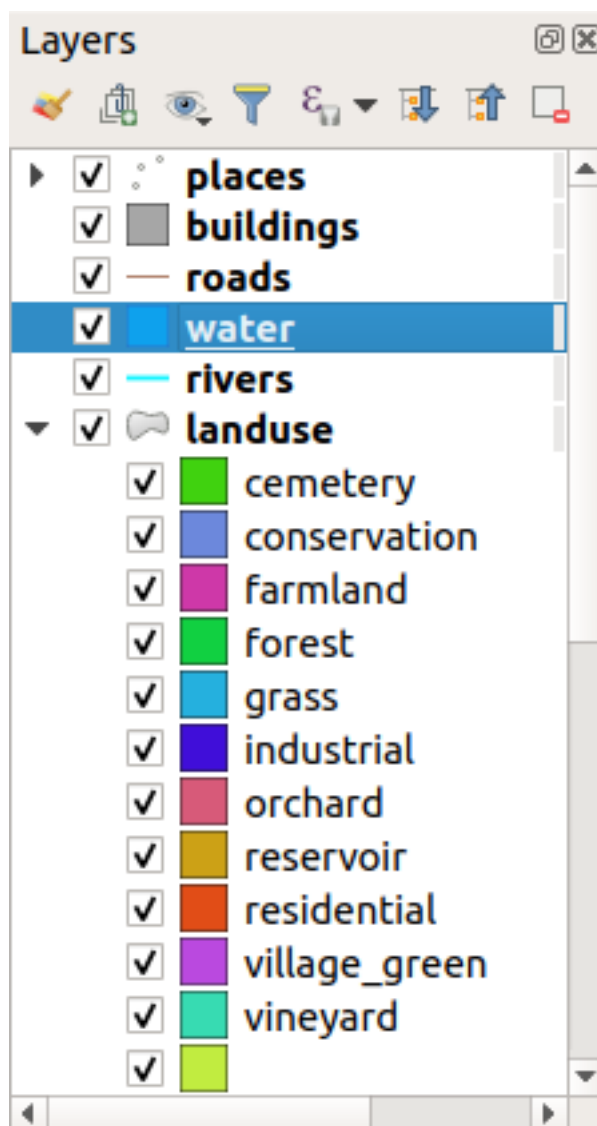 Layers
places
buildings
roads
water
rivers
landuse
cemetery
conservation
farmland
forest
grass
industrial
orchard
reservoir
residential
village_green
vineyard